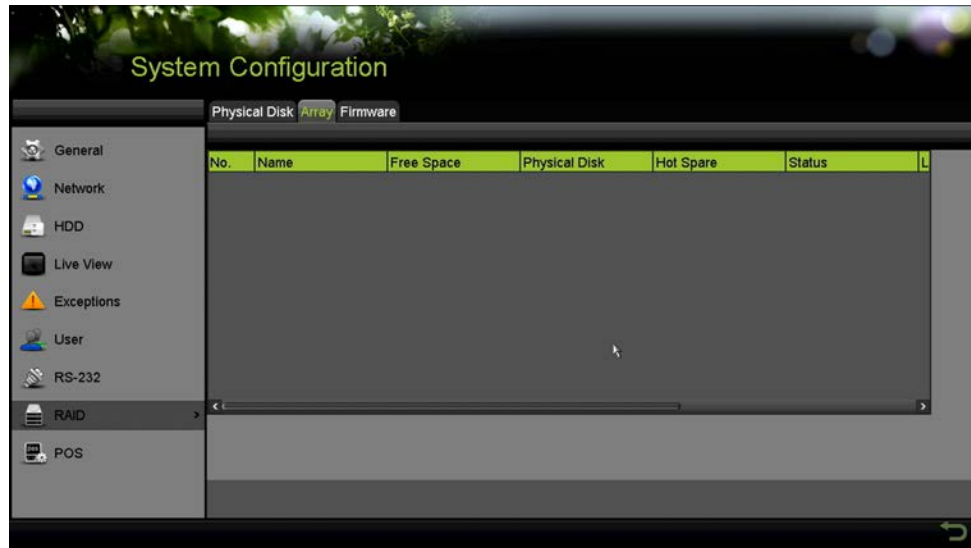 System Configuration
Physical Disk Array Firmware
General
Network
HDD
Live View
Exceptions
User
RS-232
RAID
POS
No. Name Free Space Physical Disk Hot Spare Status L